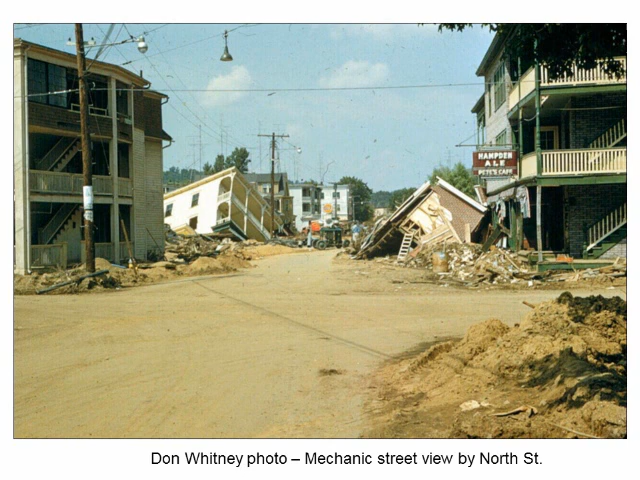 HAMPDEN
ALE
PETE'S CAFE
Don Whitney photo – Mechanic street view by North St.